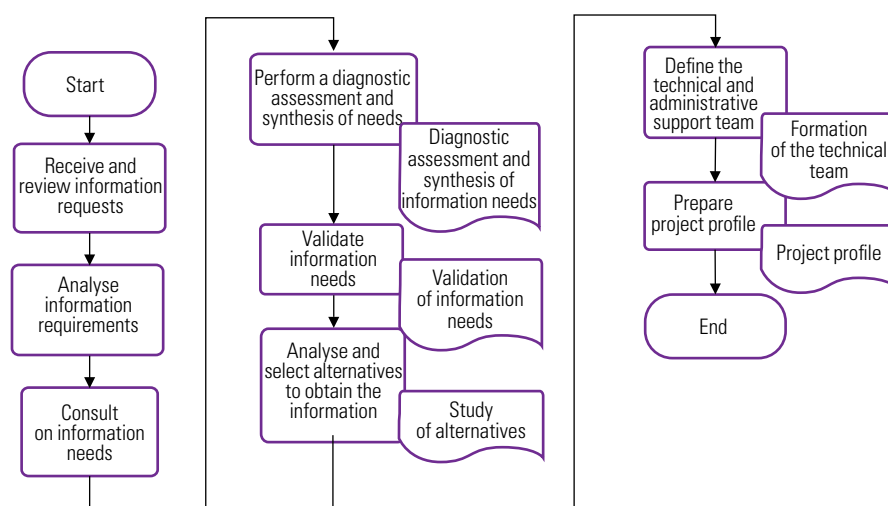 Start
Receive and
review information
requests
Analyse
information
requirements
Consult
on information
needs
Perform a diagnostic
assessment and
synthesis of needs
Diagnostic
assessment and
synthesis of
information needs
Validate
information
needs
Validation
of information
needs
Analyse and
select alternatives
to obtain the
information
Study
of alternatives
Define the
technical and
administrative
support team
Formation
of the technical
team
Prepare
project profile
Project profile
End